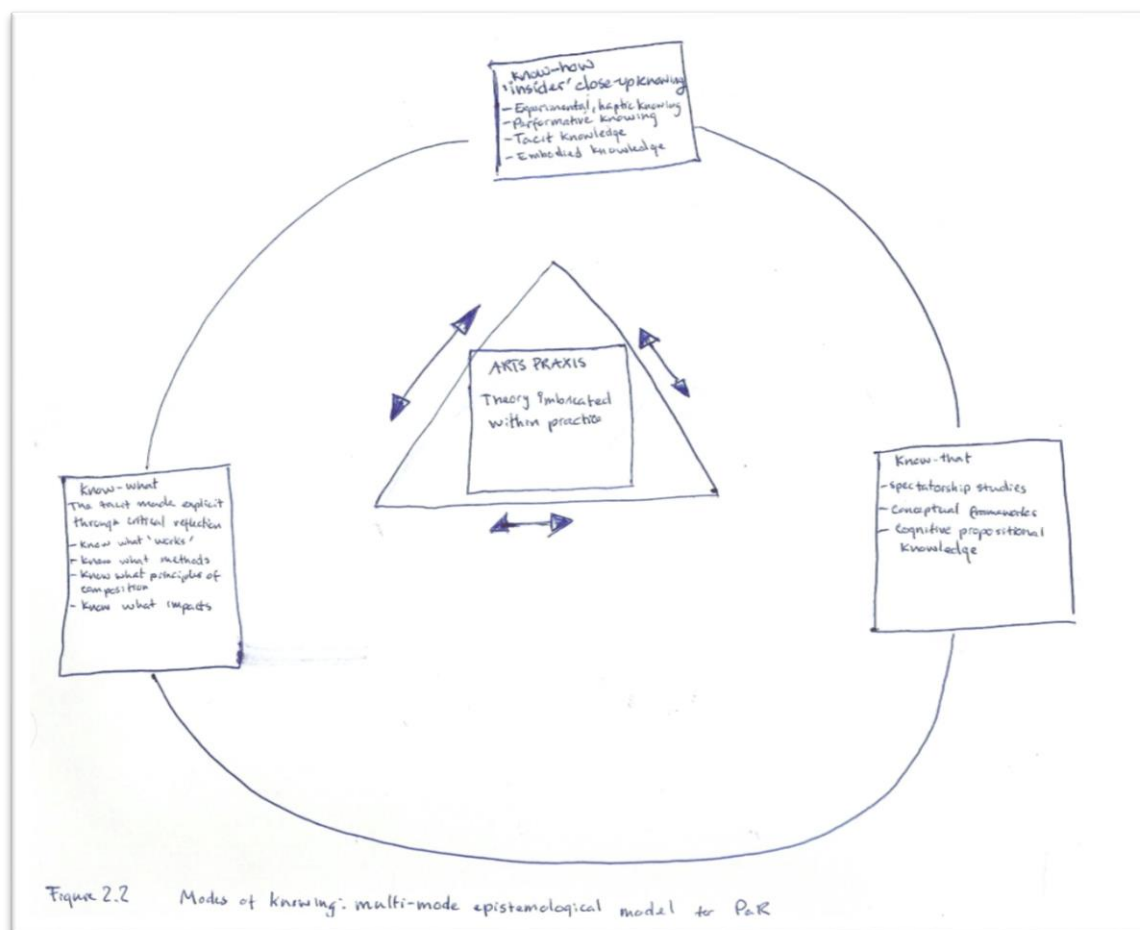 Know-how
'insider' close-up knowing
- Experimental, haptic knowing
- Performative knowing
- Tacit knowledge
- Embodied knowledge
ARTS PRAXIS
Theory imbricated
within practice
Know-what
The tacit made explicit
through critical reflection
- Know what 'works'
- Know what methods
- Know what principles of
composition
- Know what impacts
Know-that
- Spectatorship studies
- Conceptual frameworks
- Cognitive propositional
knowledge
Figure 2.2 Modes of knowing: multi-mode epistemological model for PaR